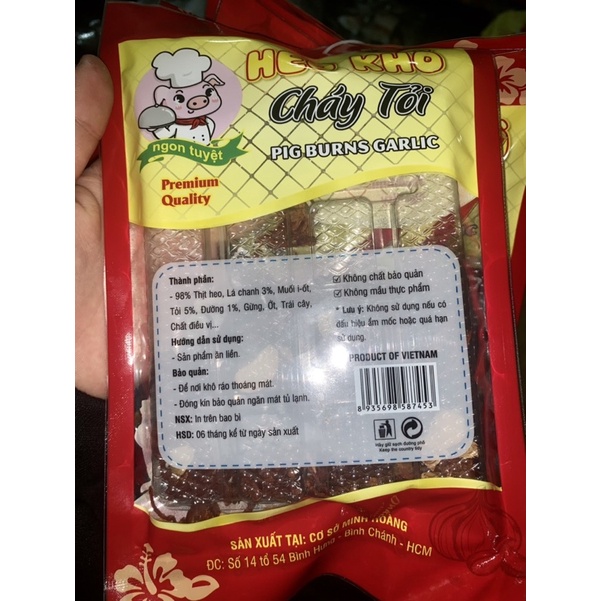 HEO KHÔ
Cháy Tỏi
PIG BURNS GARLIC
ngon tuyệt
Premium
Quality
Thành phần:
- 98% Thịt heo, Lá chanh 3%, Muối i-ốt,
Tỏi 5%, Đường 1%, Gừng, Ớt, Trái cây,
Chất điều vị...
Hướng dẫn sử dụng:
- Sản phẩm ăn liền.
Bảo quản:
- Để nơi khô ráo thoáng mát.
- Đóng kín bảo quản ngăn mát tủ lạnh.
NSX: In trên bao bì
HSD: 06 tháng kể từ ngày sản xuất
Không chất bảo quản
Không mầu thực phẩm
* Lưu ý: Không sử dụng nếu có
dấu hiệu ẩm mốc hoặc quá hạn
sử dụng.
PRODUCT OF VIETNAM
8 935698 587453
Hãy giữ sạch đường phố
Keep the country tidy
SẢN XUẤT TẠI: CƠ SỞ MINH HOÀNG
ĐC: Số 14 tổ 54 Bình Hưng - Bình Chánh - HCM